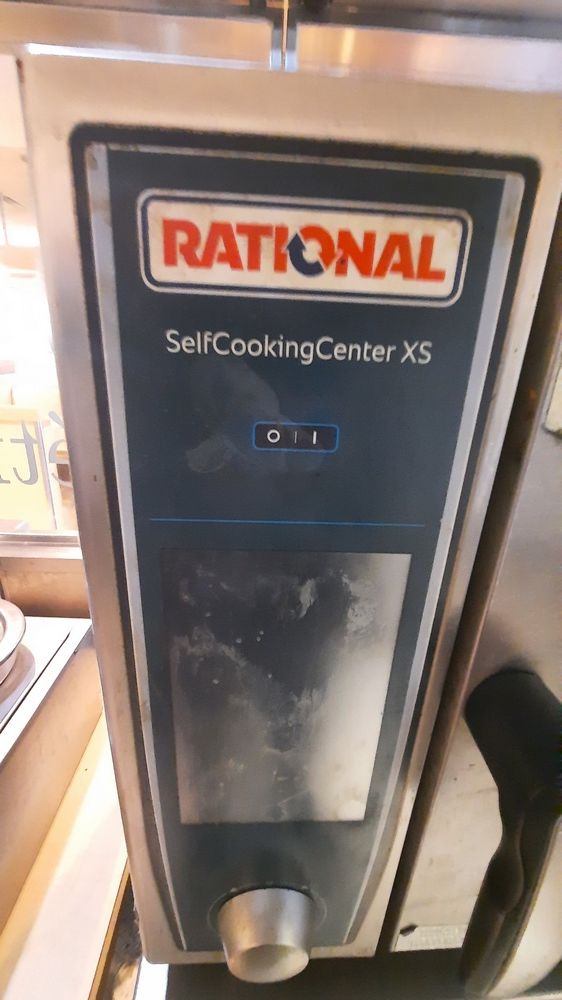 RATIONAL
SelfCookingCenter XS
O | I